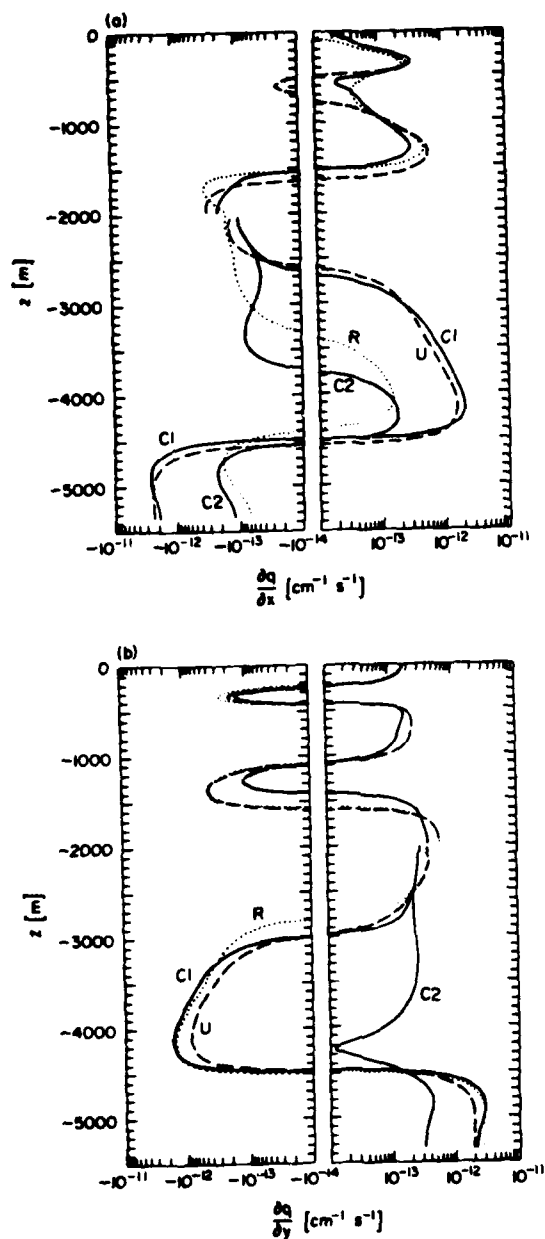 (a)
0
-1000
-2000
-3000
-4000
-5000
z [m]
R
C1
U
C2
C1
C2
-10⁻¹¹ -10⁻¹² -10⁻¹³ -10⁻¹⁴ 10⁻¹³ 10⁻¹² 10⁻¹¹
∂q/∂x [cm⁻¹ s⁻¹]
(b)
0
-1000
-2000
-3000
-4000
-5000
z [m]
R
C1
U
C2
-10⁻¹¹ -10⁻¹² -10⁻¹³ -10⁻¹⁴ 10⁻¹³ 10⁻¹² 10⁻¹¹
∂q/∂y [cm⁻¹ s⁻¹]